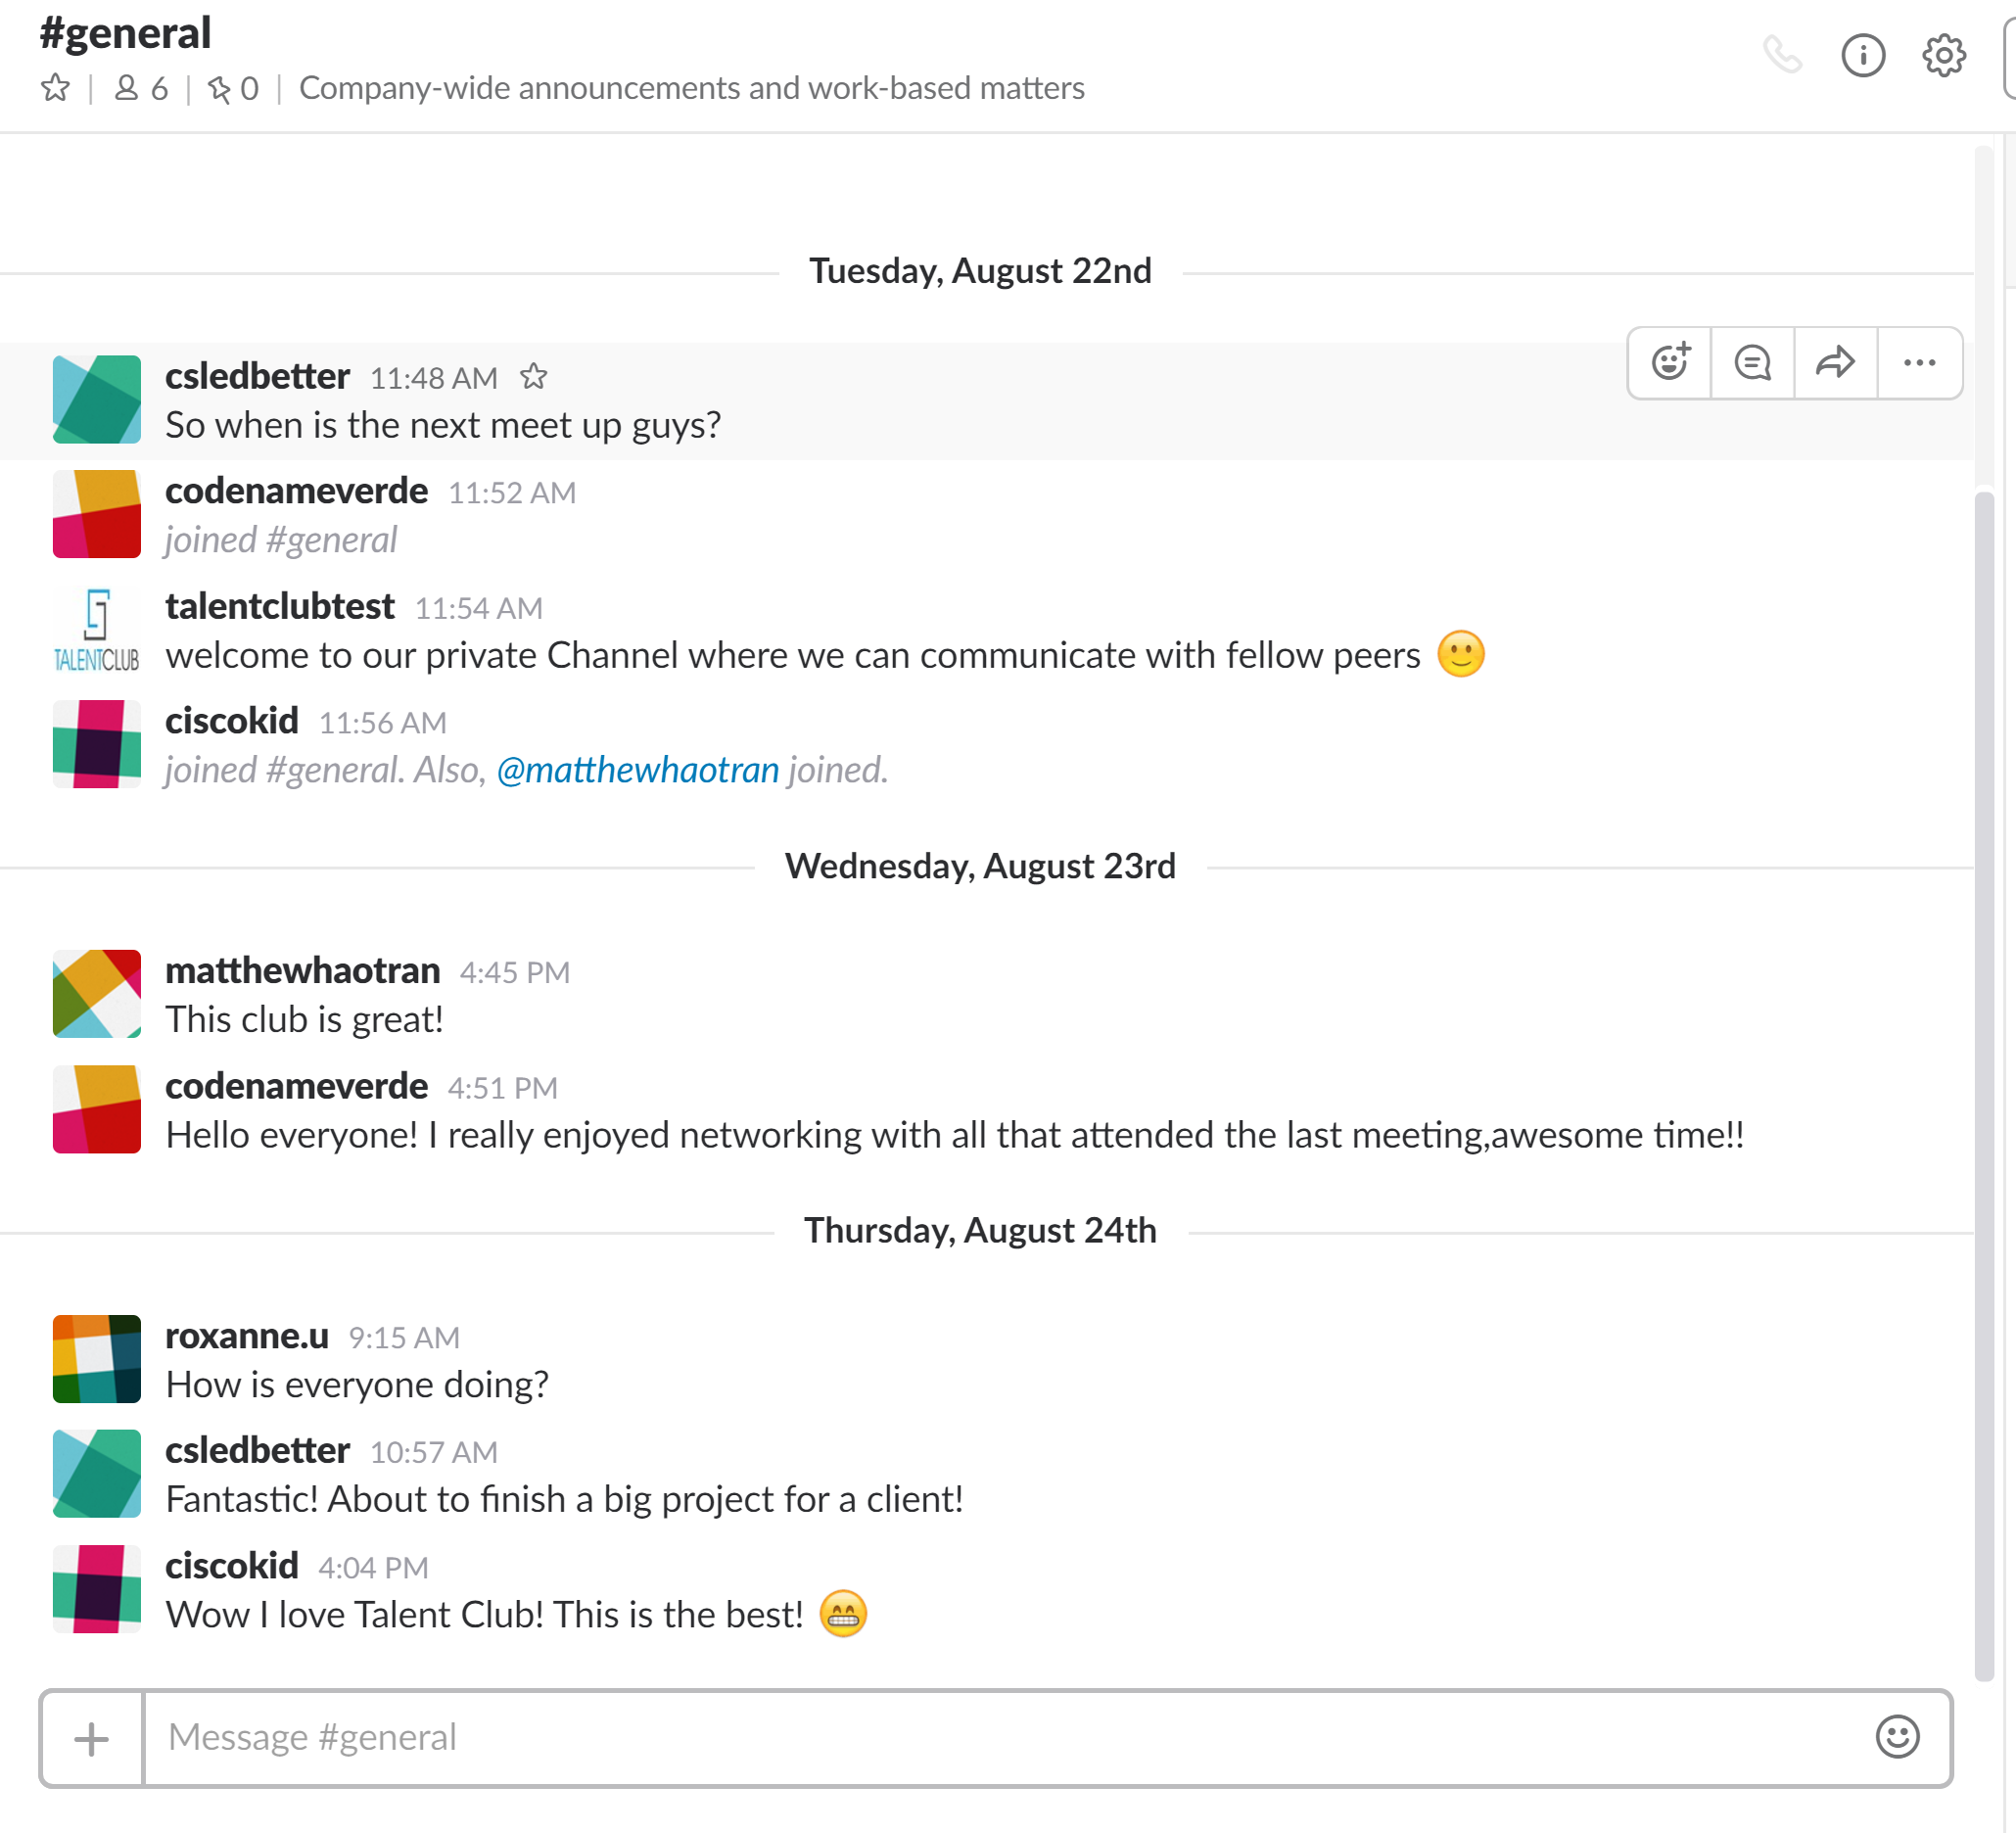 #general
6
0
Company-wide announcements and work-based matters
Tuesday, August 22nd
csledbetter 11:48 AM
So when is the next meet up guys?
codenameverde 11:52 AM
joined #general
TALENTCLUB
talentclubtest 11:54 AM
welcome to our private Channel where we can communicate with fellow peers 🙂
ciscokid 11:56 AM
joined #general. Also, @matthewhaotran joined.
Wednesday, August 23rd
matthewhaotran 4:45 PM
This club is great!
codenameverde 4:51 PM
Hello everyone! I really enjoyed networking with all that attended the last meeting,awesome time!!
Thursday, August 24th
roxanne.u 9:15 AM
How is everyone doing?
csledbetter 10:57 AM
Fantastic! About to finish a big project for a client!
ciscokid 4:04 PM
Wow I love Talent Club! This is the best! 😁
Message #general